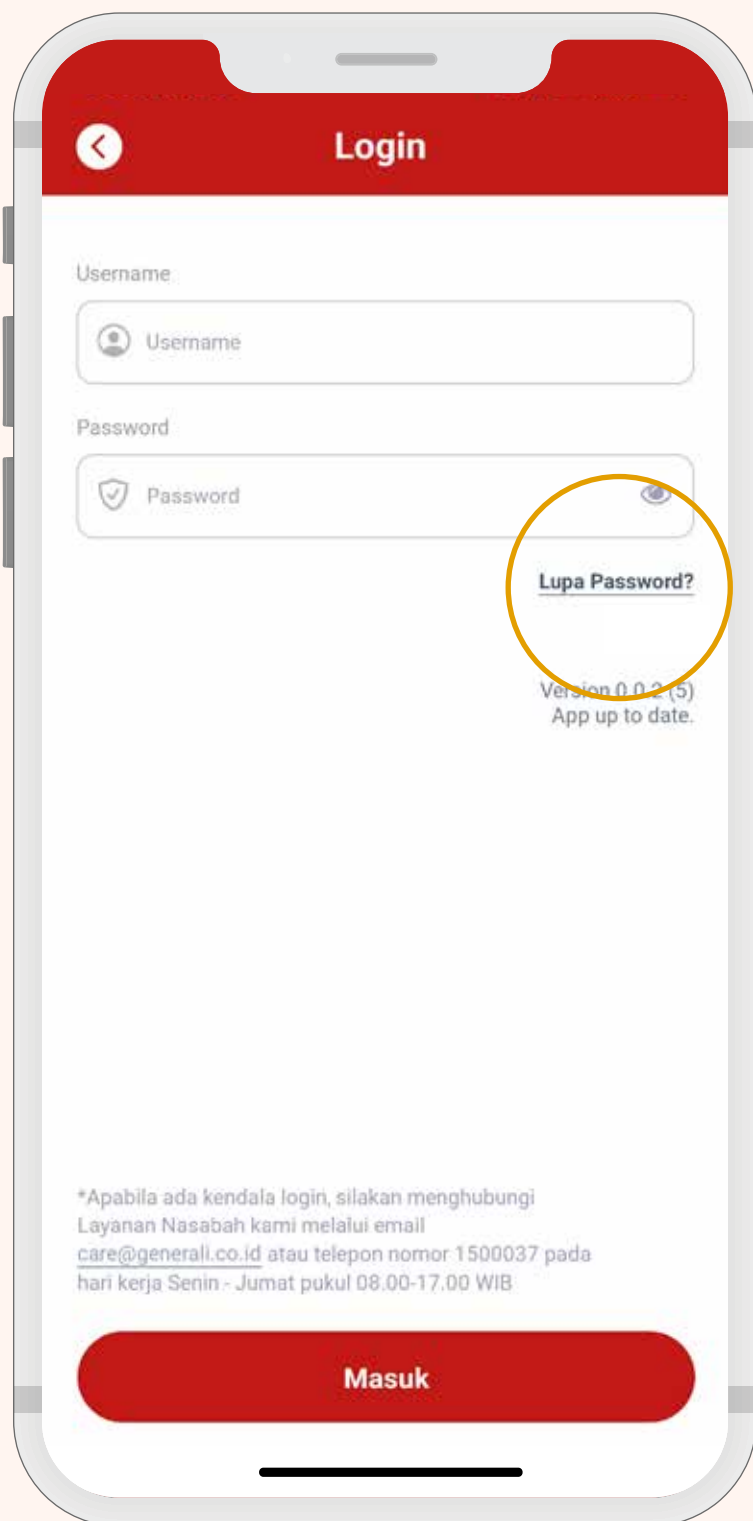 Login
Username
Username
Password
Password
Lupa Password?
Version 0.0.2 (5)
App up to date.
*Apabila ada kendala login, silakan menghubungi
Layanan Nasabah kami melalui email
care@generali.co.id atau telepon nomor 1500037 pada
hari kerja Senin - Jumat pukul 08.00-17.00 WIB
Masuk